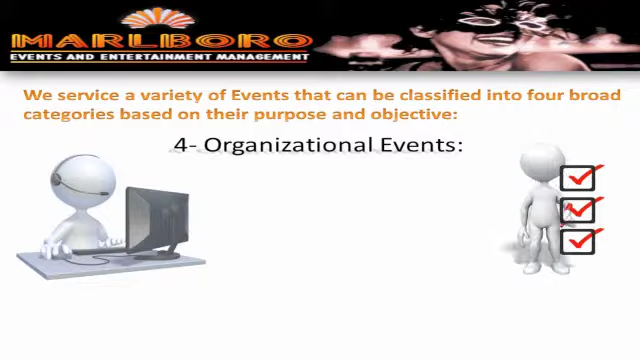 MARLBORO
EVENTS AND ENTERTAINMENT MANAGEMENT
We service a variety of Events that can be classified into four broad
categories based on their purpose and objective:
4- Organizational Events: